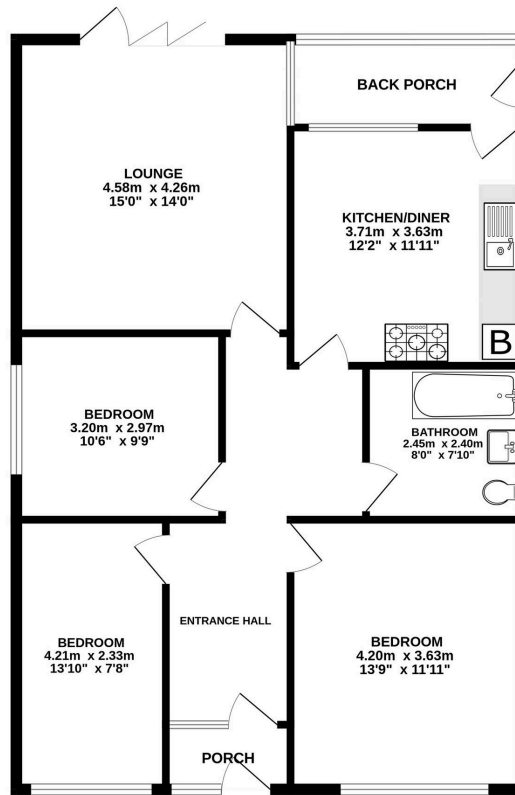 BACK PORCH
LOUNGE
4.58m x 4.26m
15'0" x 14'0"
KITCHEN/DINER
3.71m x 3.63m
12'2" x 11'11"
B
BEDROOM
3.20m x 2.97m
10'6" x 9'9"
BATHROOM
2.45m x 2.40m
8'0" x 7'10"
ENTRANCE HALL
BEDROOM
4.21m x 2.33m
13'10" x 7'8"
BEDROOM
4.20m x 3.63m
13'9" x 11'11"
PORCH